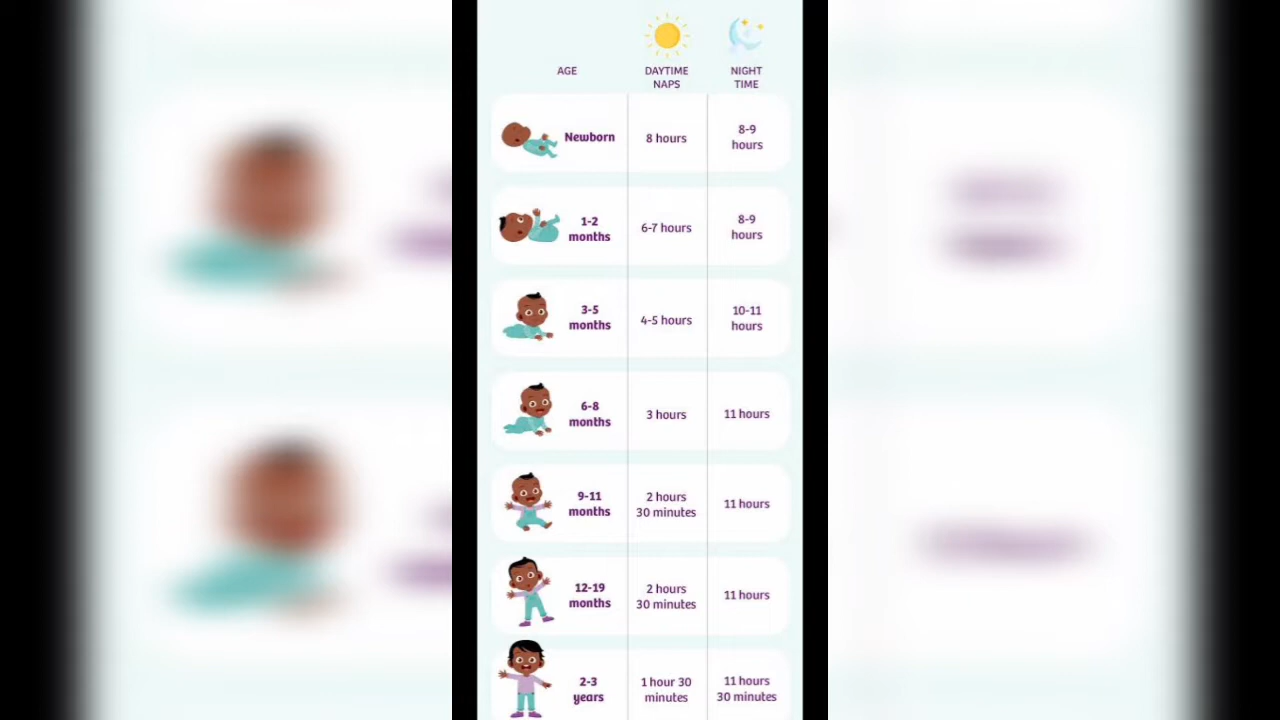 AGE
DAYTIME
NAPS
NIGHT
TIME
Newborn
8 hours
8-9
hours
1-2
months
6-7 hours
8-9
hours
3-5
months
4-5 hours
10-11
hours
6-8
months
3 hours
11 hours
9-11
months
2 hours
30 minutes
11 hours
12-19
months
2 hours
30 minutes
11 hours
2-3
years
1 hour 30
minutes
11 hours
30 minutes